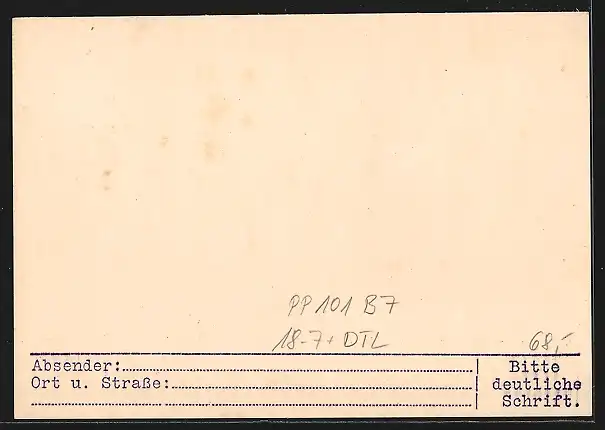 PP 101 B7
18-7+ DTL
68,-
Absender:
Ort u. Straße:
Bitte
deutliche
Schrift.